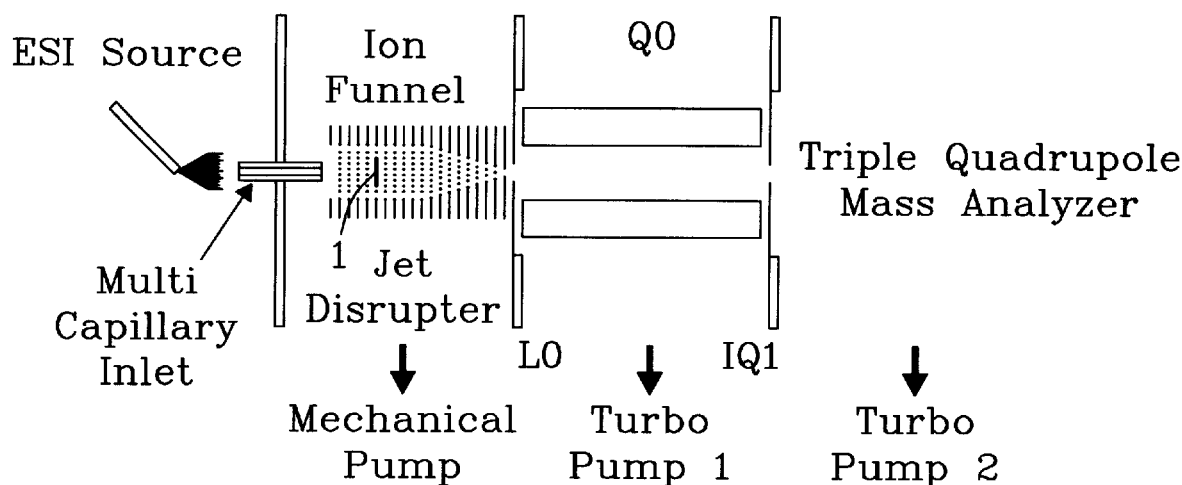 ESI Source
Ion
Funnel
Q0
Triple Quadrupole
Mass Analyzer
1
Jet
Disrupter
Multi
Capillary
Inlet
L0
IQ1
Mechanical
Pump
Turbo
Pump 1
Turbo
Pump 2